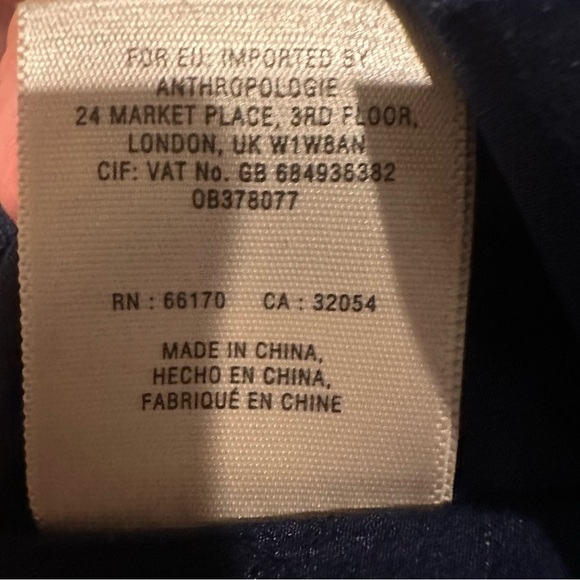 FOR EU: IMPORTED BY
ANTHROPOLOGIE
24 MARKET PLACE, 3RD FLOOR,
LONDON, UK W1W8AN
CIF: VAT No. GB 684936382
OB378077
RN : 66170 CA : 32054
MADE IN CHINA,
HECHO EN CHINA,
FABRIQUÉ EN CHINE